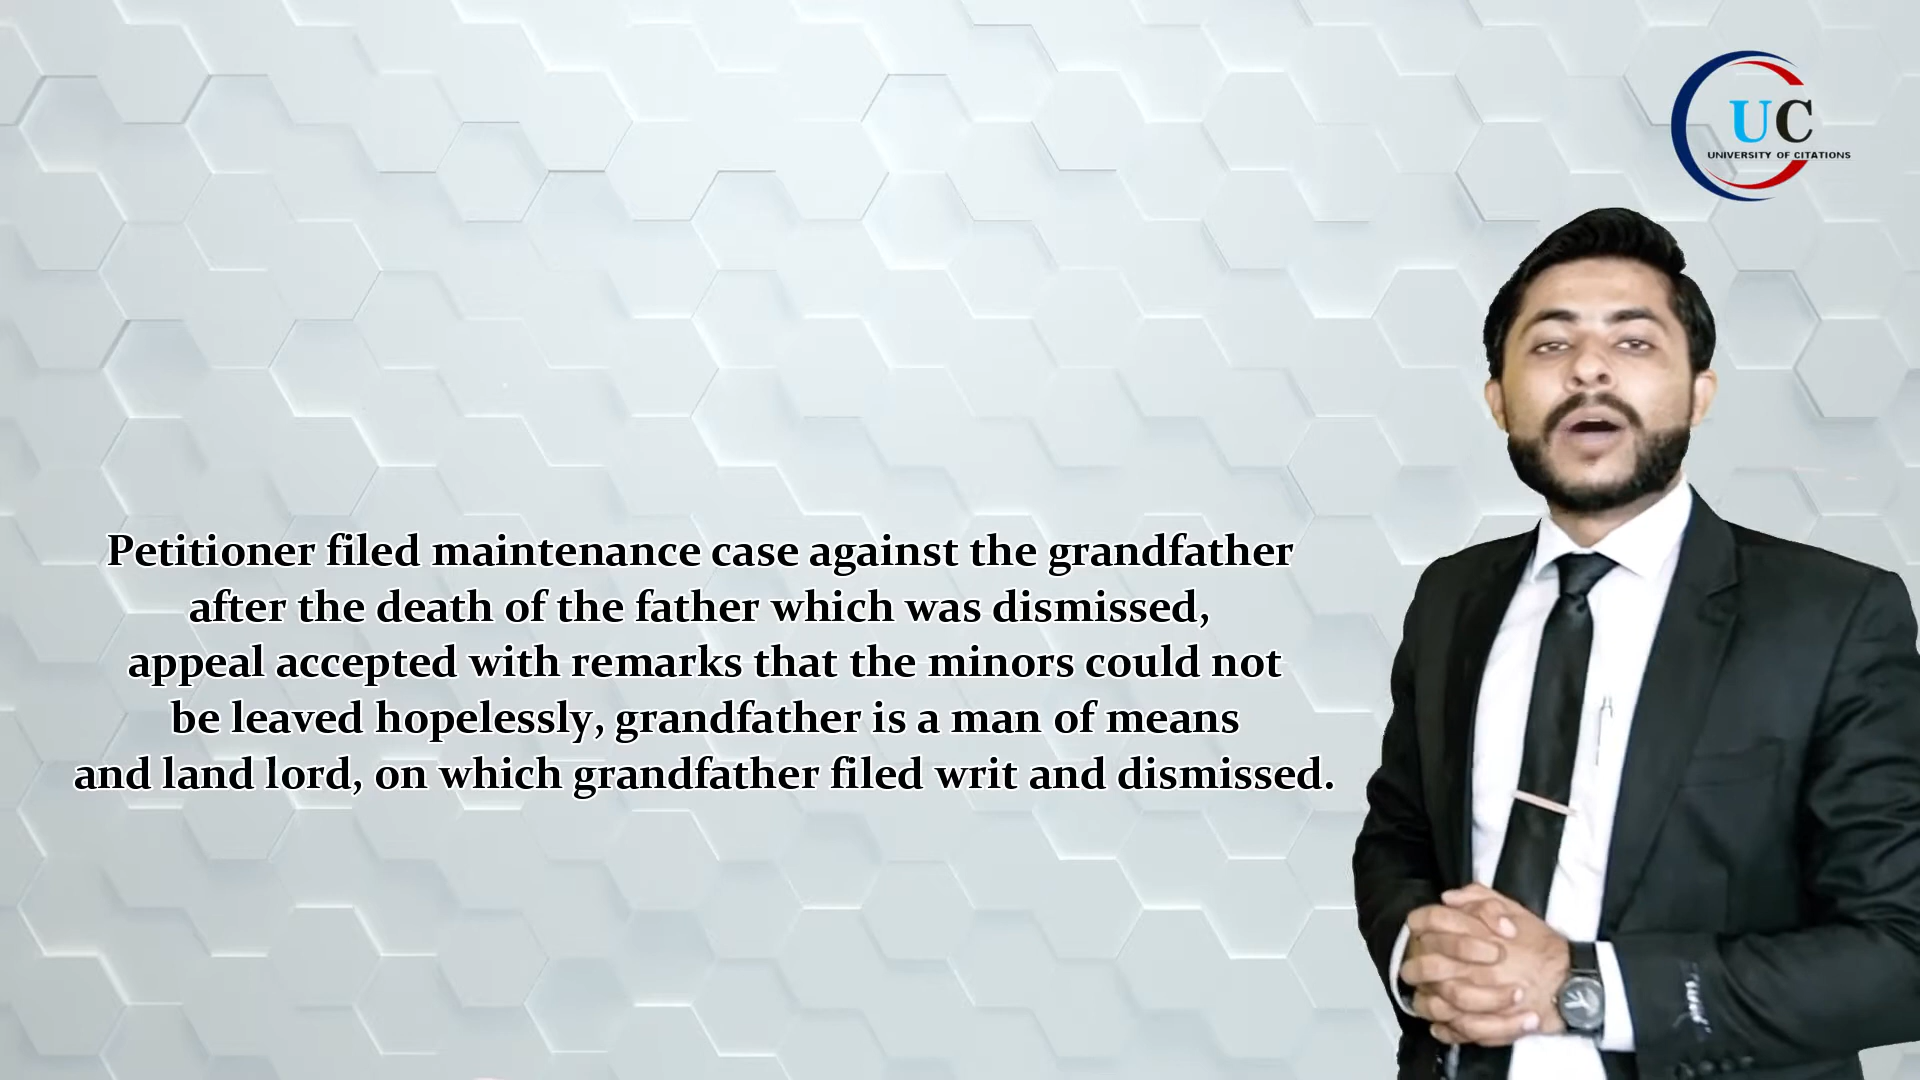 UC
UNIVERSITY OF CITATIONS
Petitioner filed maintenance case against the grandfather
after the death of the father which was dismissed,
appeal accepted with remarks that the minors could not
be leaved hopelessly, grandfather is a man of means
and land lord, on which grandfather filed writ and dismissed.